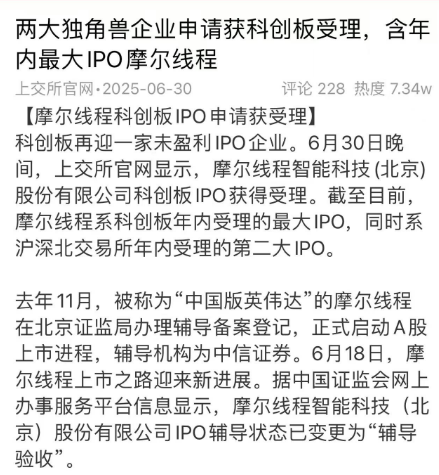 两大独角兽企业申请获科创板受理，含年
内最大IPO摩尔线程
上交所官网·2025-06-30 评论 228 热度 7.34w
【摩尔线程科创板IPO申请获受理】
科创板再迎一家未盈利IPO企业。6月30日晚
间，上交所官网显示，摩尔线程智能科技(北京)
股份有限公司科创板IPO获得受理。截至目前，
摩尔线程系科创板年内受理的最大IPO，同时系
沪深北交易所年内受理的第二大IPO。
去年11月，被称为“中国版英伟达”的摩尔线程
在北京证监局办理辅导备案登记，正式启动A股
上市进程，辅导机构为中信证券。6月18日，摩
尔线程上市之路迎来新进展。据中国证监会网上
办事服务平台信息显示，摩尔线程智能科技（北
京）股份有限公司IPO辅导状态已变更为“辅导
验收”。